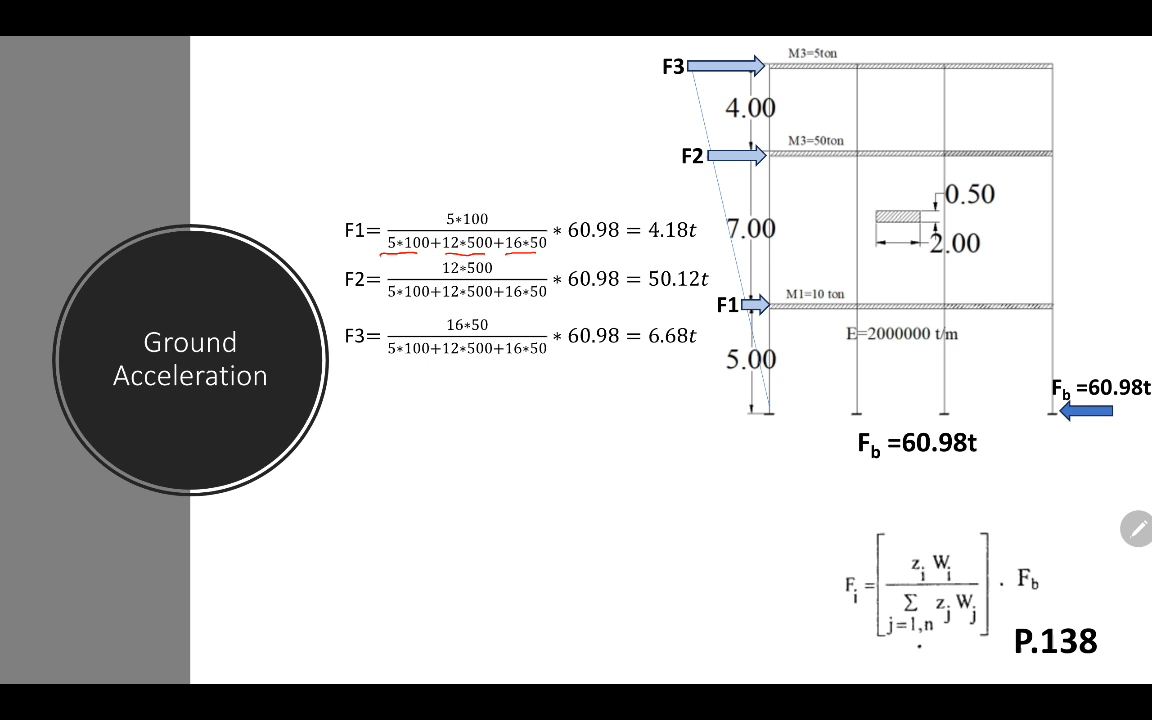 Ground
Acceleration
F1= 5∗100 / 5∗100+12∗500+16∗50 ∗ 60.98 = 4.18t
F2= 12∗500 / 5∗100+12∗500+16∗50 ∗ 60.98 = 50.12t
F3= 16∗50 / 5∗100+12∗500+16∗50 ∗ 60.98 = 6.68t
M3=5ton
F3
4.00
M3=50ton
F2
0.50
7.00
2.00
M1=10 ton
F1
E=2000000 t/m
5.00
Fb =60.98t
Fb =60.98t
Fi = [ zi Wi / Σ j=1,n zj Wj ] . Fb
P.138